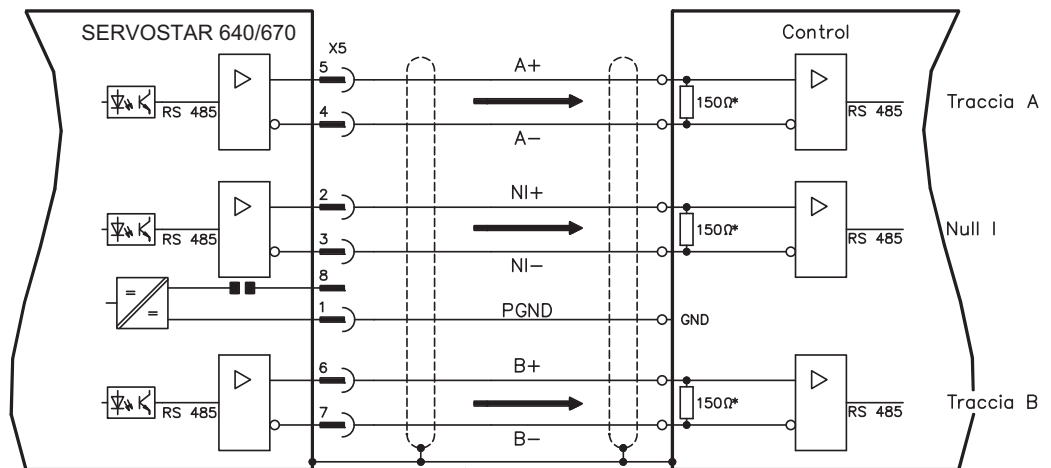 SERVOSTAR 640/670
X5
Control
5
A+
RS 485
150Ω*
RS 485
Traccia A
4
A-
2
NI+
RS 485
150Ω*
RS 485
Null I
3
NI-
8
=
=
1
PGND
GND
6
B+
RS 485
150Ω*
RS 485
Traccia B
7
B-